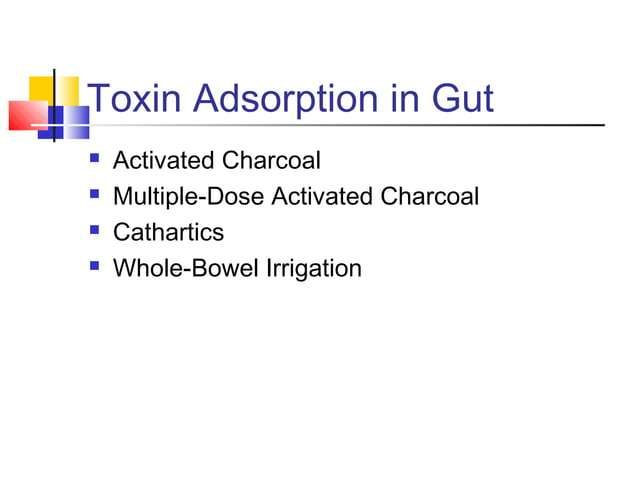 Toxin Adsorption in Gut
Activated Charcoal
Multiple-Dose Activated Charcoal
Cathartics
Whole-Bowel Irrigation